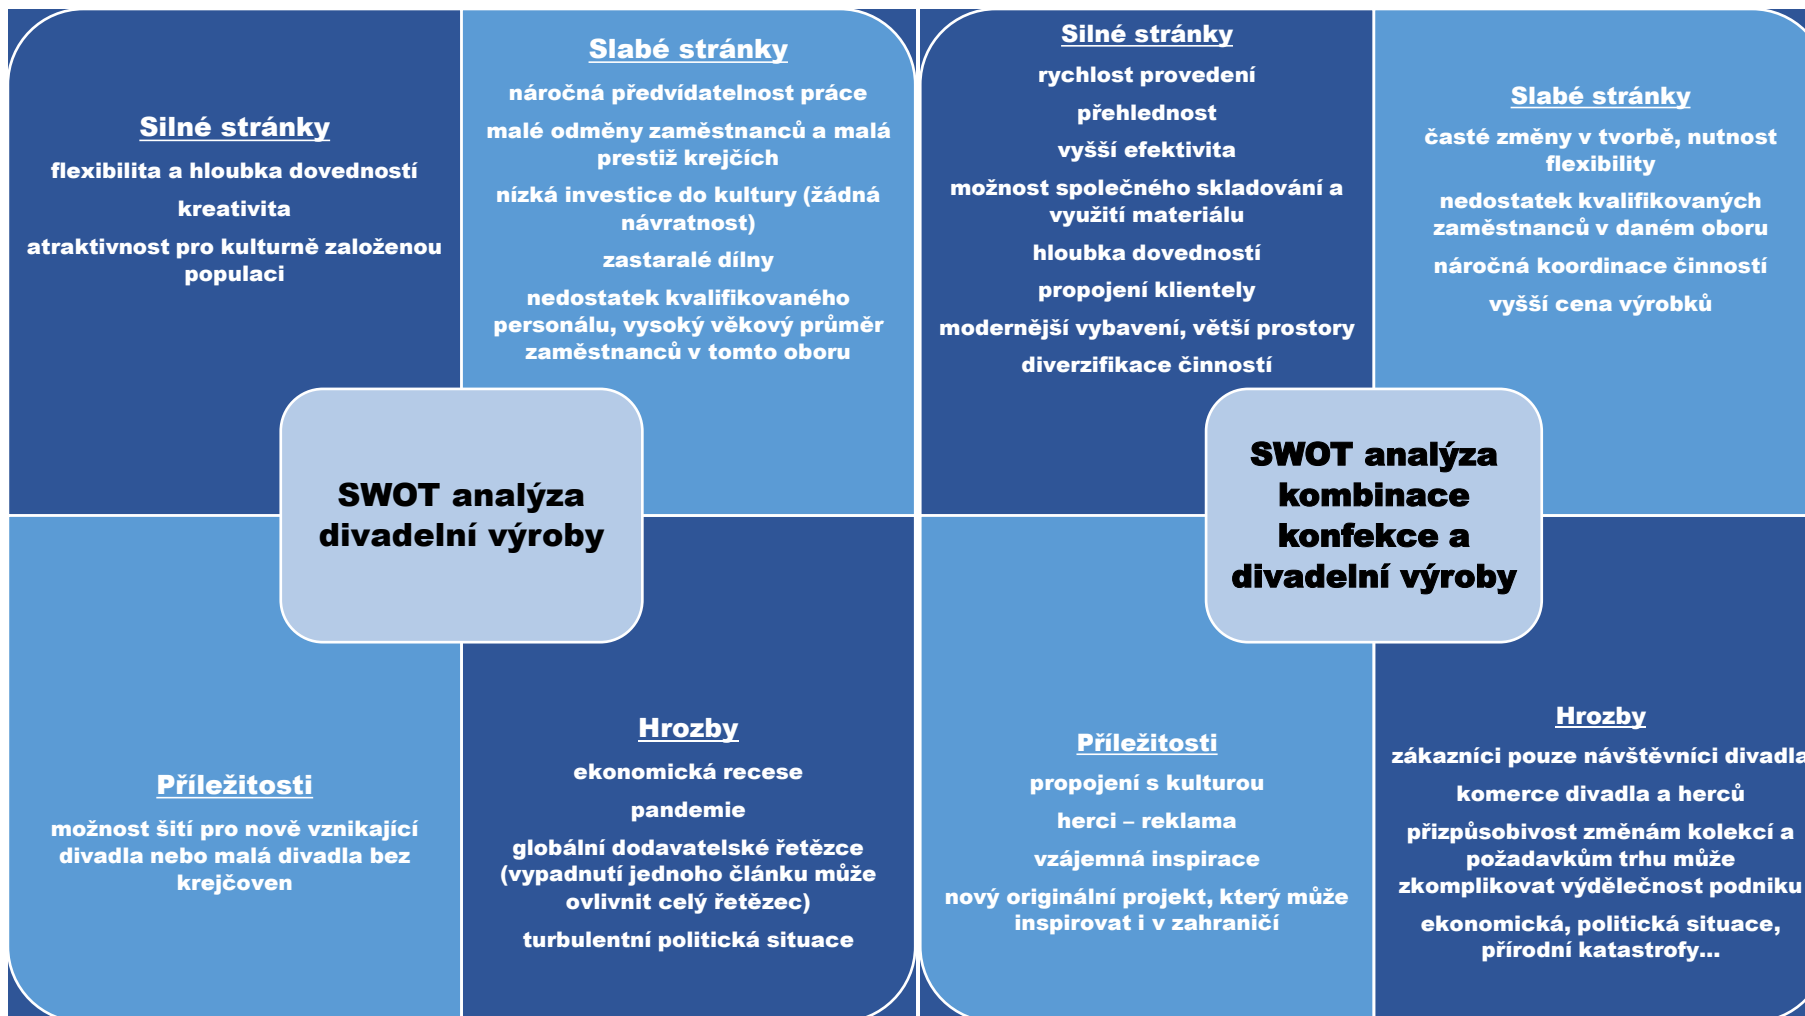 Silné stránky
flexibilita a hloubka dovedností
kreativita
atraktivnost pro kulturně založenou
populaci
Slabé stránky
náročná předvídatelnost práce
malé odměny zaměstnanců a malá
prestiž krejčích
nízká investice do kultury (žádná
návratnost)
zastaralé dílny
nedostatek kvalifikovaného
personálu, vysoký věkový průměr
zaměstnanců v tomto oboru
SWOT analýza
divadelní výroby
Příležitosti
možnost šití pro nově vznikající
divadla nebo malá divadla bez
krejčoven
Hrozby
ekonomická recese
pandemie
globální dodavatelské řetězce
(vypadnutí jednoho článku může
ovlivnit celý řetězec)
turbulentní politická situace
Silné stránky
rychlost provedení
přehlednost
vyšší efektivita
možnost společného skladování a
využití materiálu
hloubka dovedností
propojení klientely
modernější vybavení, větší prostory
diverzifikace činností
Slabé stránky
časté změny v tvorbě, nutnost
flexibility
nedostatek kvalifikovaných
zaměstnanců v daném oboru
náročná koordinace činností
vyšší cena výrobků
SWOT analýza
kombinace
konfekce a
divadelní výroby
Příležitosti
propojení s kulturou
herci – reklama
vzájemná inspirace
nový originální projekt, který může
inspirovat i v zahraničí
Hrozby
zákazníci pouze návštěvníci divadla
komerce divadla a herců
přizpůsobivost změnám kolekcí a
požadavkům trhu může
zkomplikovat výdělečnost podniku
ekonomická, politická situace,
přírodní katastrofy...